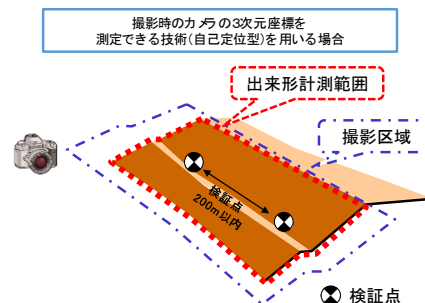 撮影時のカメラの3次元座標を
測定できる技術(自己定位型)を用いる場合
出来形計測範囲
撮影区域
検証点
200m以内
検証点